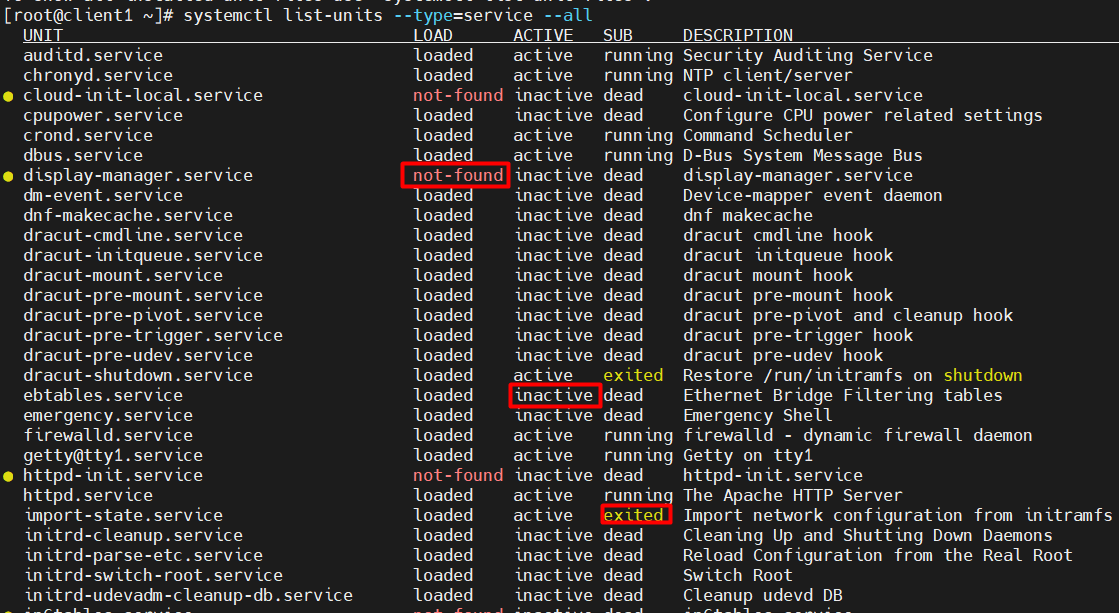 [root@client1 ~]# systemctl list-units --type=service --all
UNIT LOAD ACTIVE SUB DESCRIPTION
auditd.service loaded active running Security Auditing Service
chronyd.service loaded active running NTP client/server
● cloud-init-local.service not-found inactive dead cloud-init-local.service
cpupower.service loaded inactive dead Configure CPU power related settings
crond.service loaded active running Command Scheduler
dbus.service loaded active running D-Bus System Message Bus
● display-manager.service not-found inactive dead display-manager.service
dm-event.service loaded inactive dead Device-mapper event daemon
dnf-makecache.service loaded inactive dead dnf makecache
dracut-cmdline.service loaded inactive dead dracut cmdline hook
dracut-initqueue.service loaded inactive dead dracut initqueue hook
dracut-mount.service loaded inactive dead dracut mount hook
dracut-pre-mount.service loaded inactive dead dracut pre-mount hook
dracut-pre-pivot.service loaded inactive dead dracut pre-pivot and cleanup hook
dracut-pre-trigger.service loaded inactive dead dracut pre-trigger hook
dracut-pre-udev.service loaded inactive dead dracut pre-udev hook
dracut-shutdown.service loaded active exited Restore /run/initramfs on shutdown
ebtables.service loaded inactive dead Ethernet Bridge Filtering tables
emergency.service loaded inactive dead Emergency Shell
firewalld.service loaded active running firewalld - dynamic firewall daemon
getty@tty1.service loaded active running Getty on tty1
● httpd-init.service not-found inactive dead httpd-init.service
httpd.service loaded active running The Apache HTTP Server
import-state.service loaded active exited Import network configuration from initramfs
initrd-cleanup.service loaded inactive dead Cleaning Up and Shutting Down Daemons
initrd-parse-etc.service loaded inactive dead Reload Configuration from the Real Root
initrd-switch-root.service loaded inactive dead Switch Root
initrd-udevadm-cleanup-db.service loaded inactive dead Cleanup udevd DB